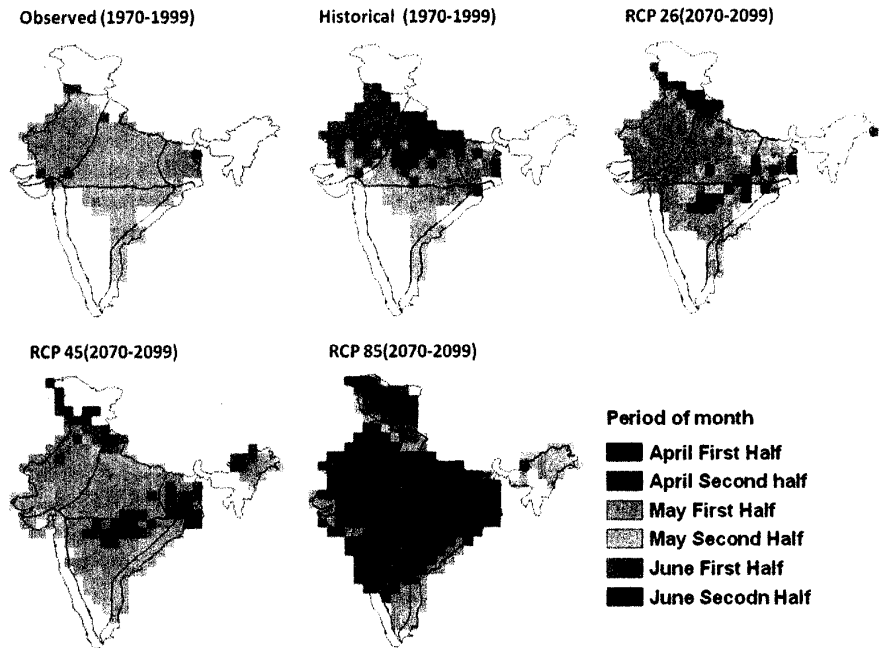 Observed (1970-1999)
Historical (1970-1999)
RCP 26(2070-2099)
RCP 45(2070-2099)
RCP 85(2070-2099)
Period of month
April First Half
April Second half
May First Half
May Second Half
June First Half
June Secodn Half